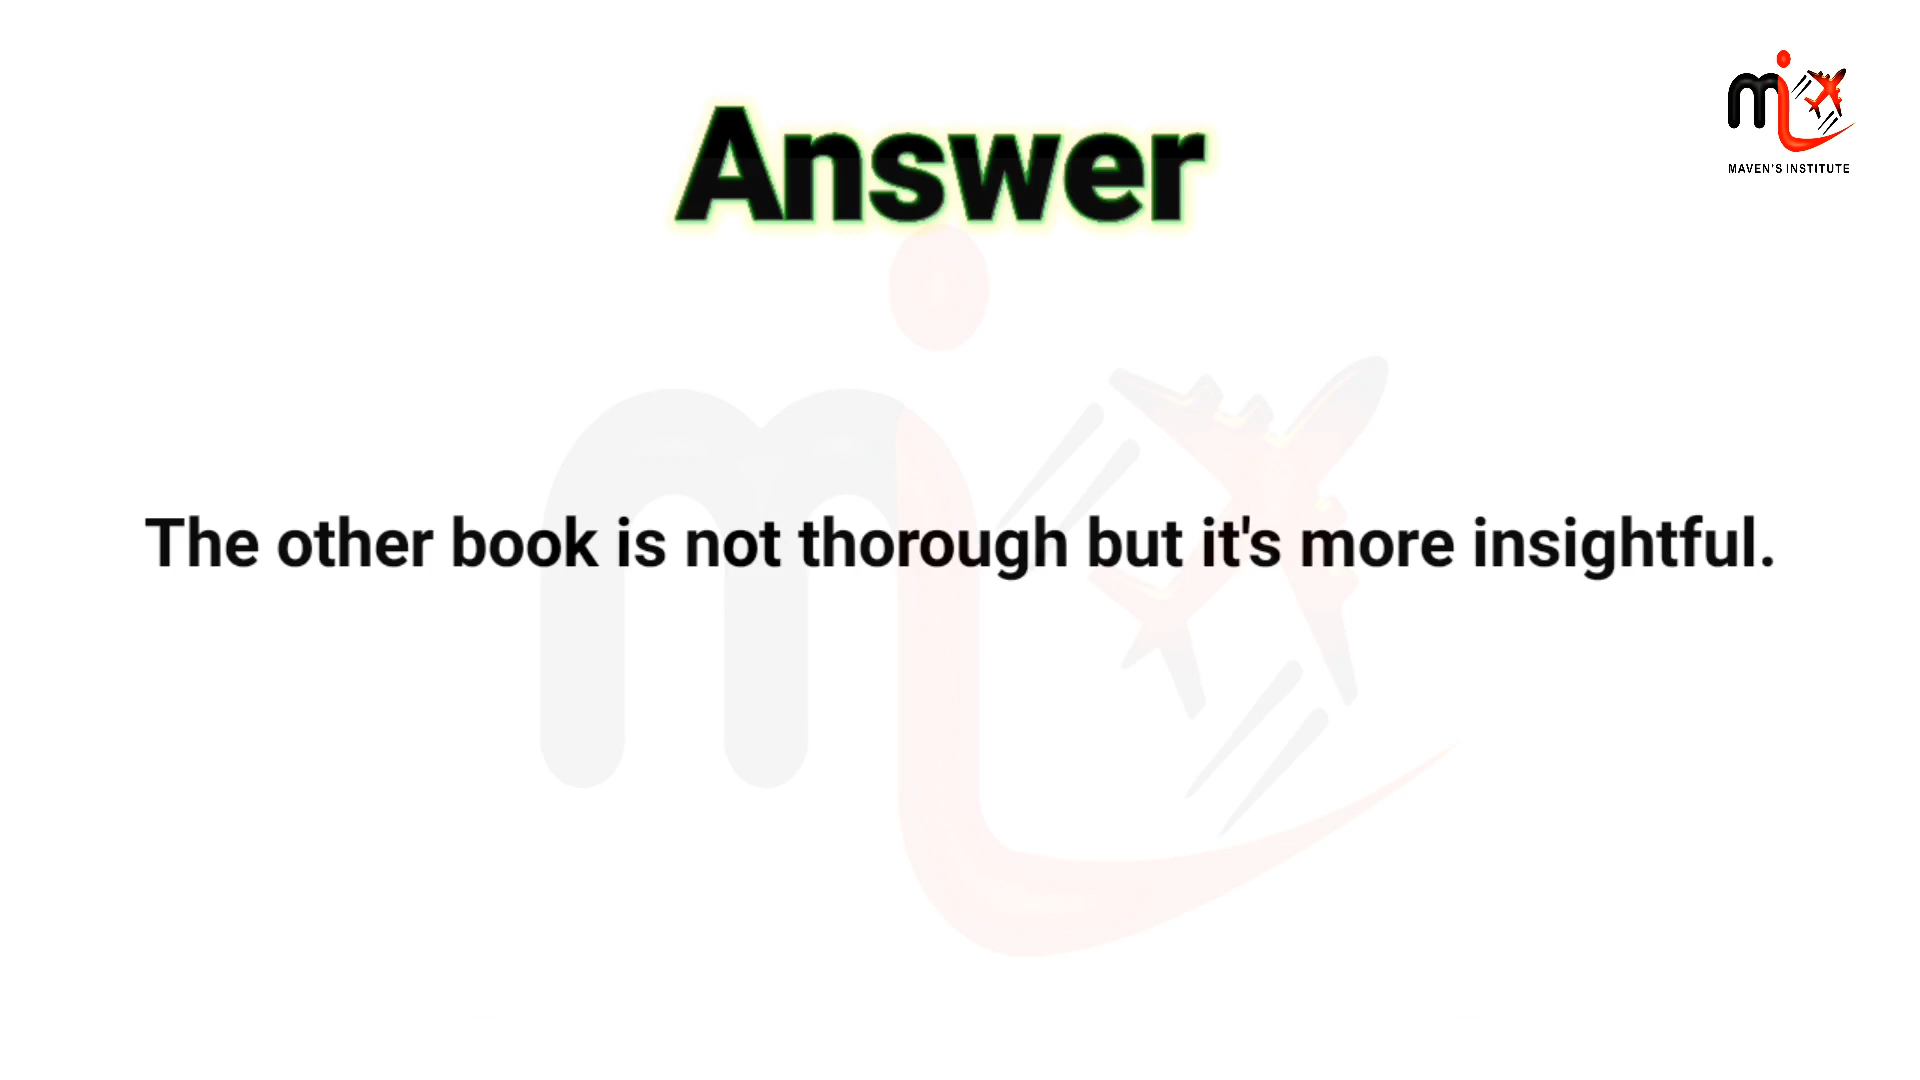 Answer
MAVEN'S INSTITUTE
The other book is not thorough but it's more insightful.